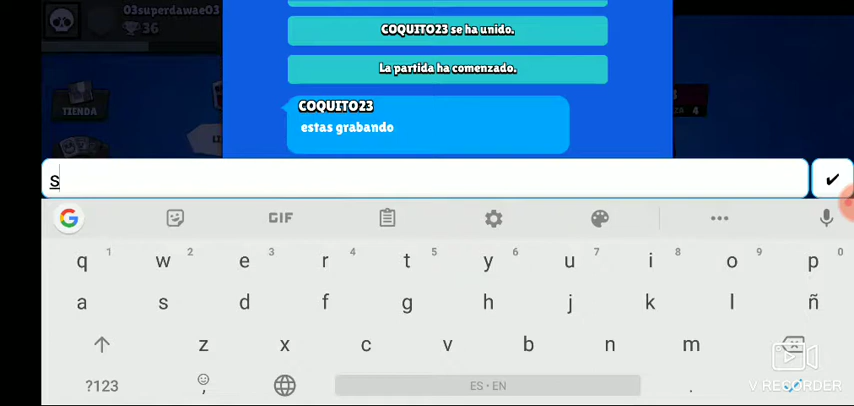 03superdawae03
36
COQUITO23 se ha unido.
La partida ha comenzado.
TIENDA
4
COQUITO23
estas grabando
s
GIF
q 1 w 2 e 3 r 4 t 5 y 6 u 7 i 8 o 9 p 0
a s d f g h j k l ñ
z x c v b n m
?123 , ES • EN .
V RECORDER